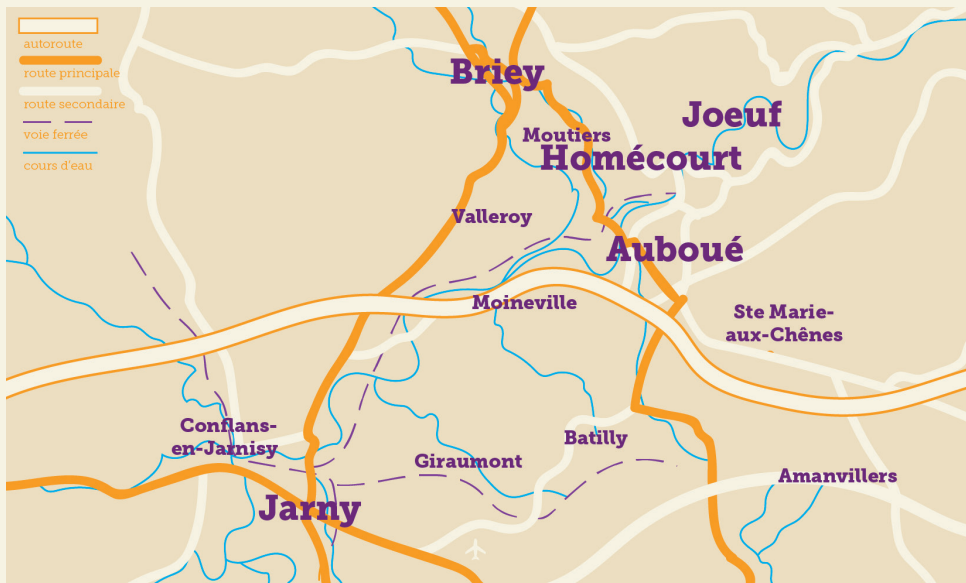 autoroute
route principale
route secondaire
voie ferrée
cours d'eau
Briey
Joeuf
Moutiers
Homécourt
Valleroy
Auboué
Moineville
Ste Marie-
aux-Chênes
Conflans-
en-Jarnisy
Batilly
Giraumont
Amanvillers
Jarny